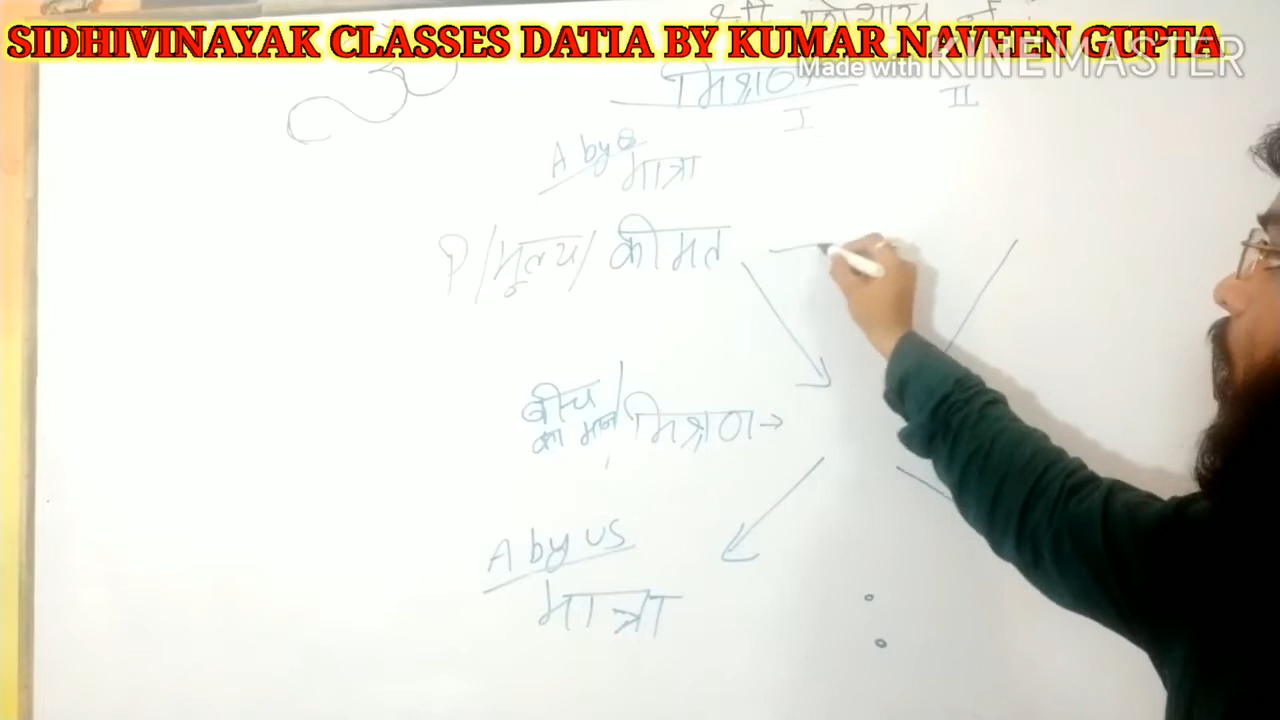 SIDHIVINAYAK CLASSES DATIA BY KUMAR NAVEEN GUPTA
Made with KINEMASTER
श्री
मिश्रण
I
II
A by
मात्रा
P/मूल्य/ कीमत
बीच
का मान
/ मिश्रण →
A by US
मात्रा